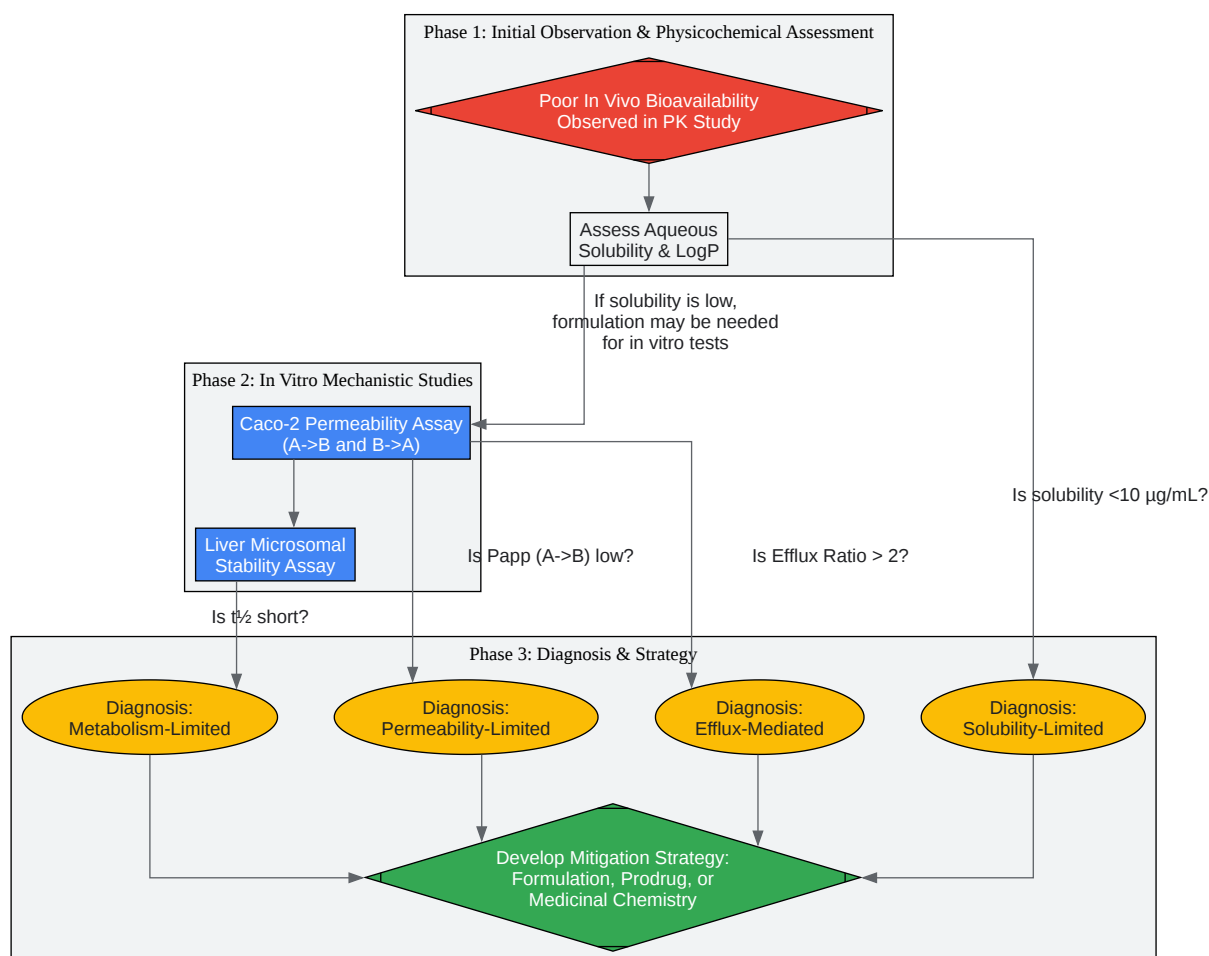 Phase 1: Initial Observation & Physicochemical Assessment
Poor In Vivo Bioavailability
Observed in PK Study
Assess Aqueous
Solubility & LogP
If solubility is low,
formulation may be needed
for in vitro tests
Phase 2: In Vitro Mechanistic Studies
Caco-2 Permeability Assay
(A->B and B->A)
Is solubility <10 µg/mL?
Liver Microsomal
Stability Assay
Is Papp (A->B) low?
Is Efflux Ratio > 2?
Is t½ short?
Phase 3: Diagnosis & Strategy
Diagnosis:
Metabolism-Limited
Diagnosis:
Permeability-Limited
Diagnosis:
Efflux-Mediated
Diagnosis:
Solubility-Limited
Develop Mitigation Strategy:
Formulation, Prodrug, or
Medicinal Chemistry